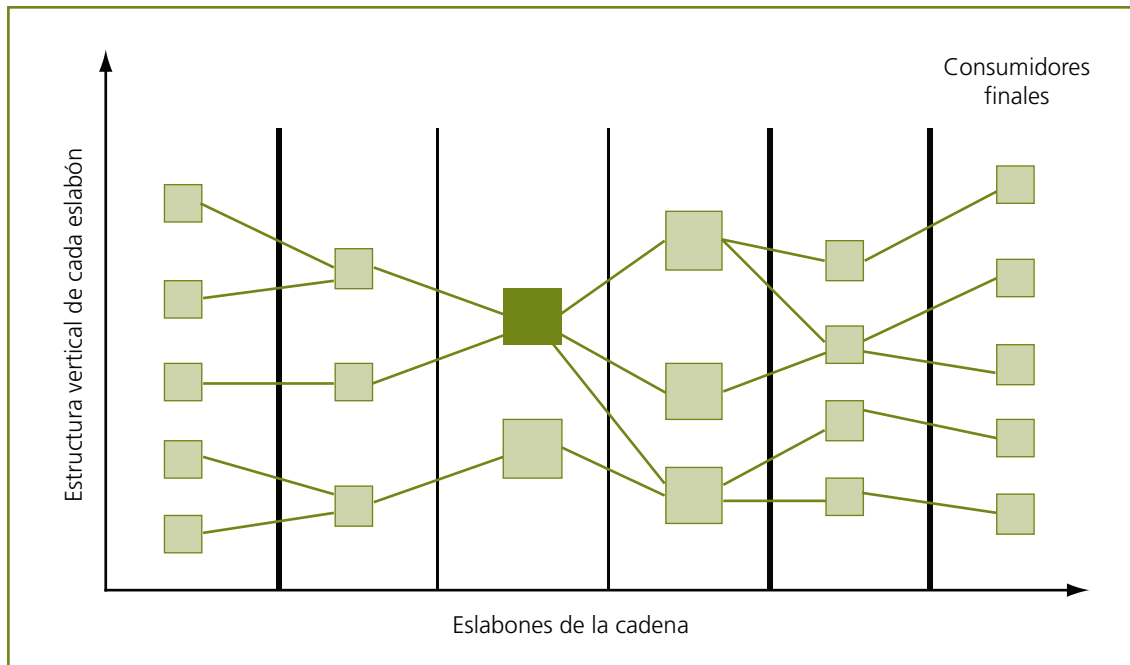 Consumidores
finales
Estructura vertical de cada eslabón
Eslabones de la cadena